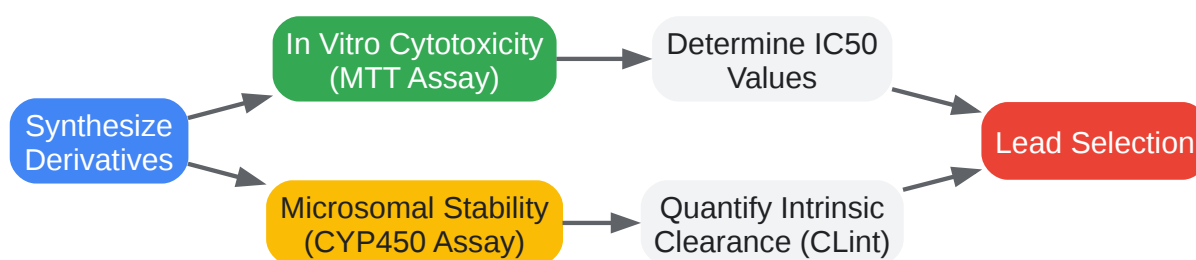 Synthesize
Derivatives
In Vitro Cytotoxicity
(MTT Assay)
Determine IC50
Values
Microsomal Stability
(CYP450 Assay)
Quantify Intrinsic
Clearance (CLint)
Lead Selection